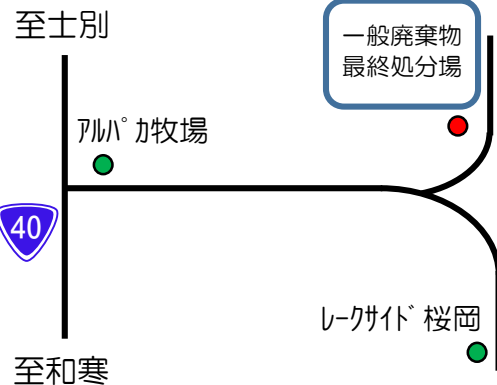 至士別
一般廃棄物
最終処分場
ｱﾙﾊﾟｶ牧場
40
ﾚｰｸｻｲﾄﾞ桜岡
至和寒